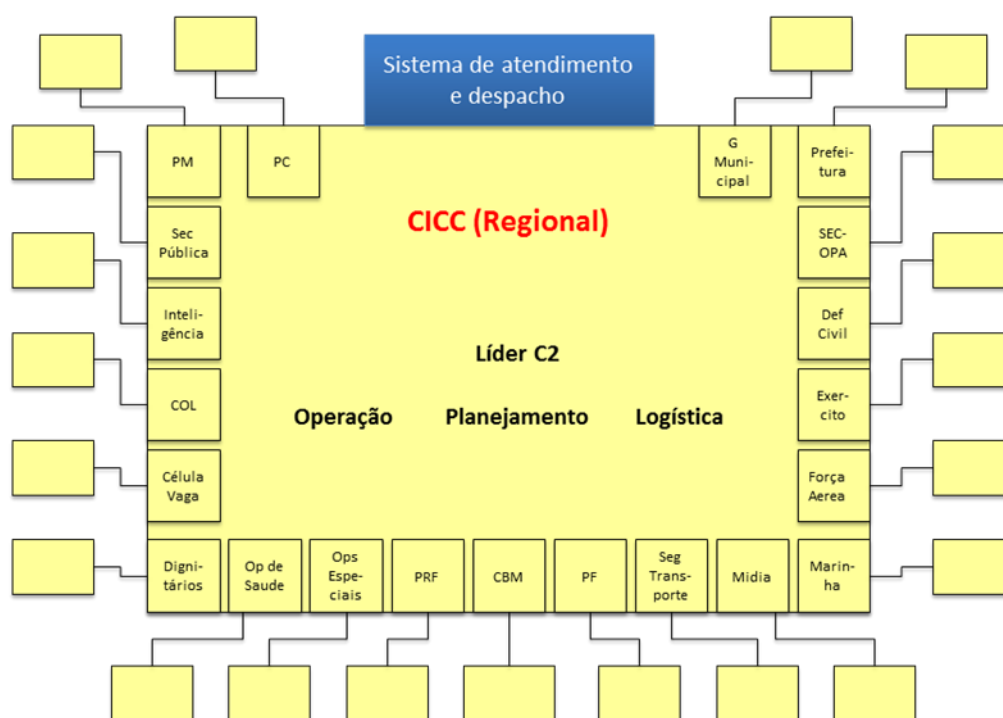 Sistema de atendimento
e despacho
PM
PC
G
Muni-
cipal
Prefei-
tura
CICC (Regional)
Sec
Pública
SEC-
OPA
Inteli-
gência
Def
Civil
Líder C2
COL
Exer-
cito
Operação
Planejamento
Logística
Célula
Vaga
Força
Aerea
Digni-
tários
Op de
Saude
Ops
Espe-
ciais
PRF
CBM
PF
Seg
Trans-
porte
Midia
Marin-
ha